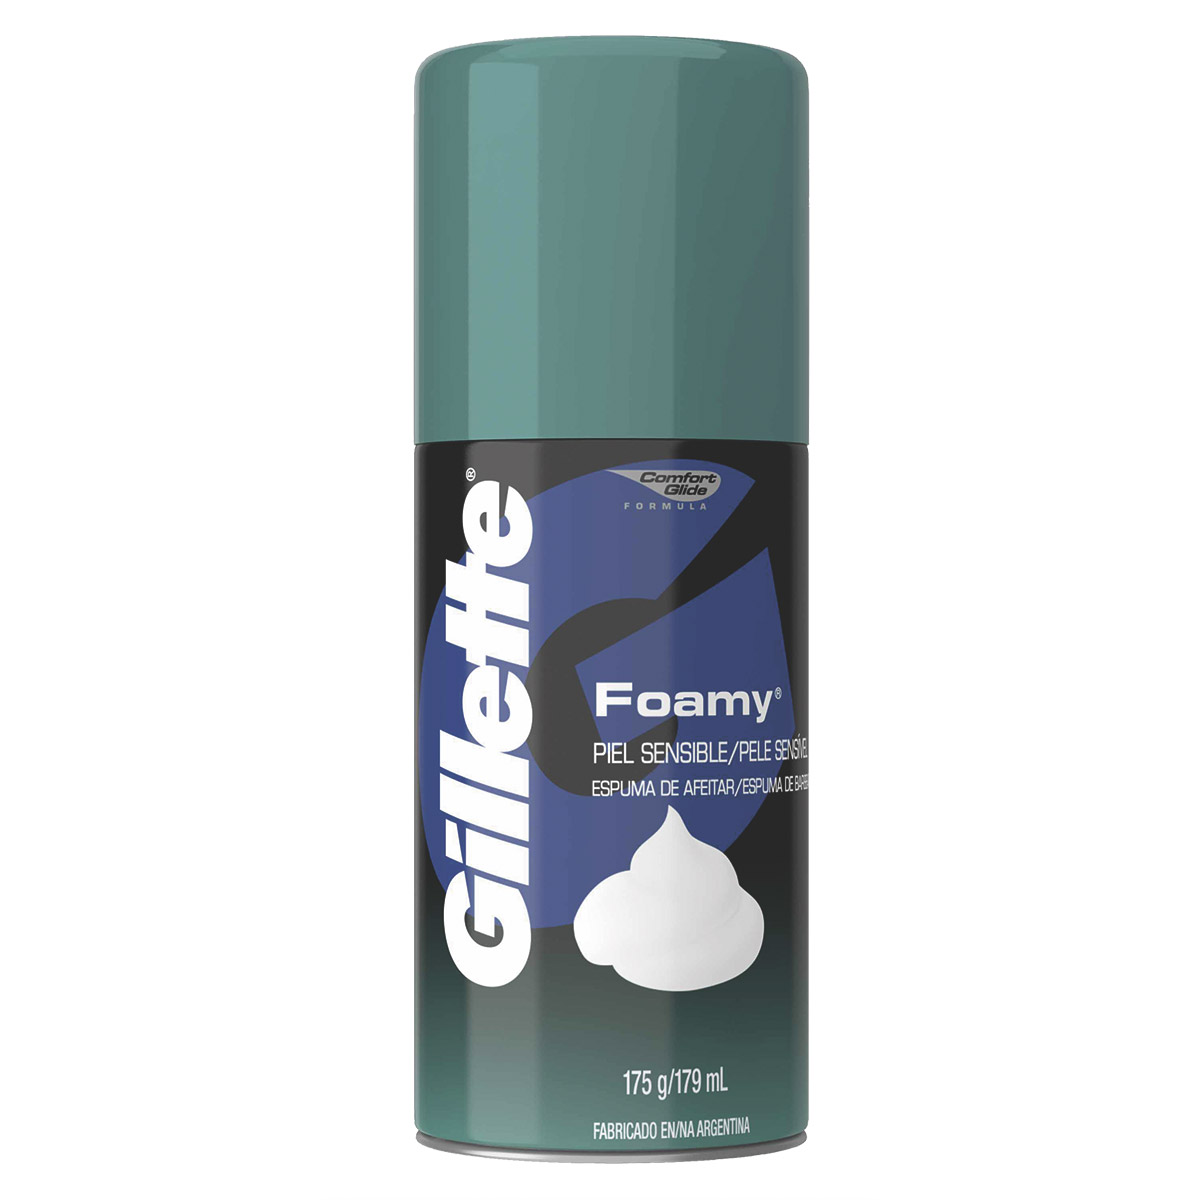 Comfort
Glide
FORMULA
Gillette®
Foamy®
PIEL SENSIBLE/PELE SENSÍVEL
ESPUMA DE AFEITAR/ESPUMA DE
175 g/179 mL
FABRICADO EN/NA ARGENTINA